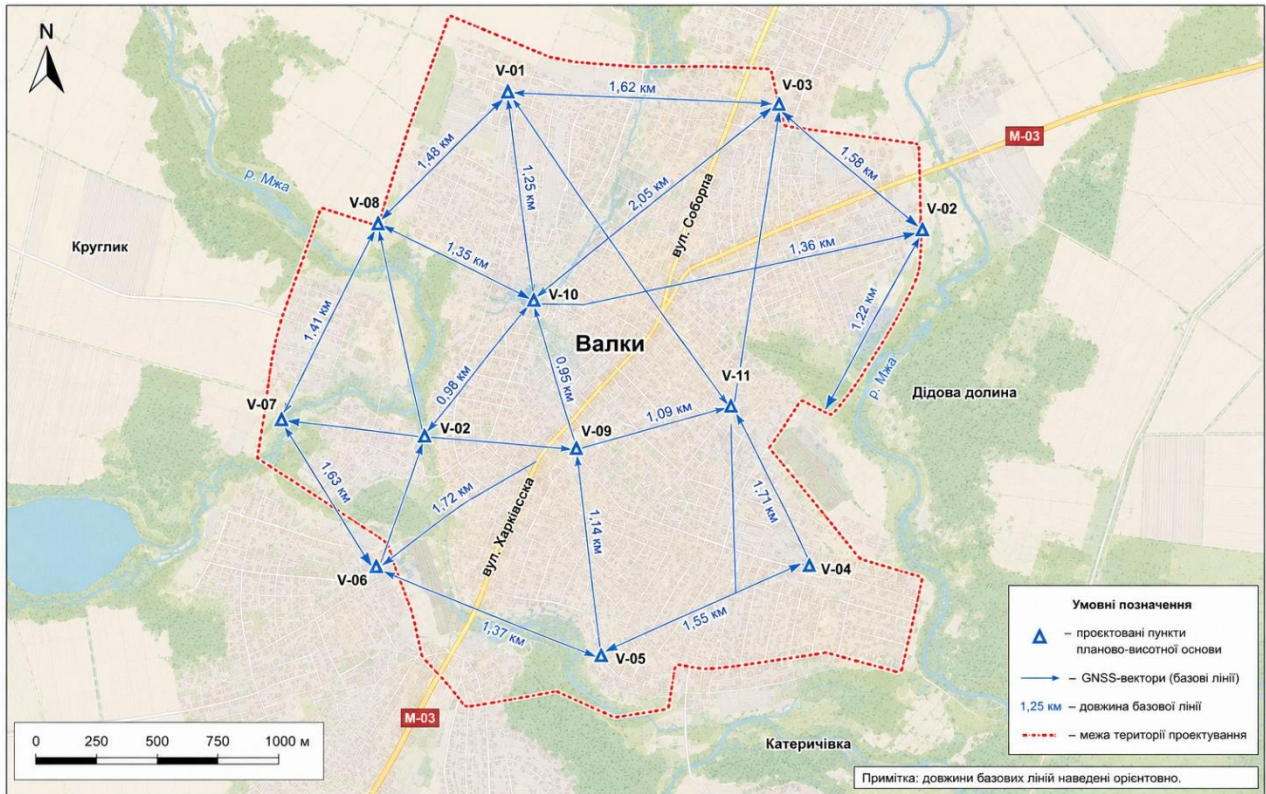 N
V-01
1,62 км
V-03
М-03
1,48 км
1,58 км
р. Мжа
1,25 км
2,05 км
вул. Соборпа
V-08
V-02
Круглик
1,35 км
1,36 км
V-10
1,22 км
1,41 км
Валки
р. Мжа
0,98 км
0,95 км
V-11
Дідова долина
V-07
V-02
V-09
1,09 км
1,63 км
1,72 км
1,14 км
1.71 км
вул. Харківсска
V-06
V-04
1,37 км
1,55 км
V-05
М-03
Катеричівка
0 250 500 750 1000 м
Умовні позначення
– проєктовані пункти
планово-висотної основи
– GNSS-вектори (базові лінії)
1,25 км – довжина базової лінії
– межа території проектування
Примітка: довжини базових ліній наведені орієнтовно.